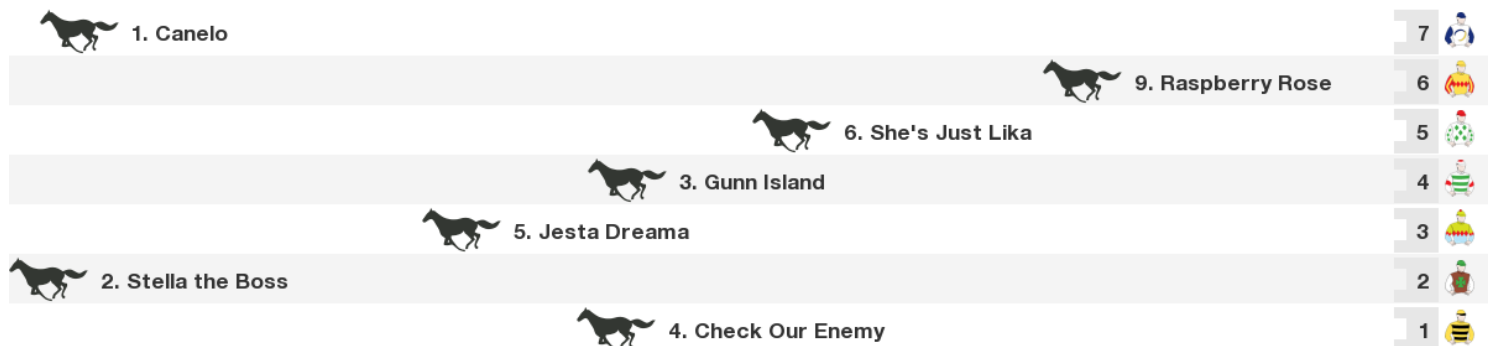 1. Canelo 7
9. Raspberry Rose 6
6. She's Just Lika 5
3. Gunn Island 4
5. Jesta Dreama 3
2. Stella the Boss 2
4. Check Our Enemy 1